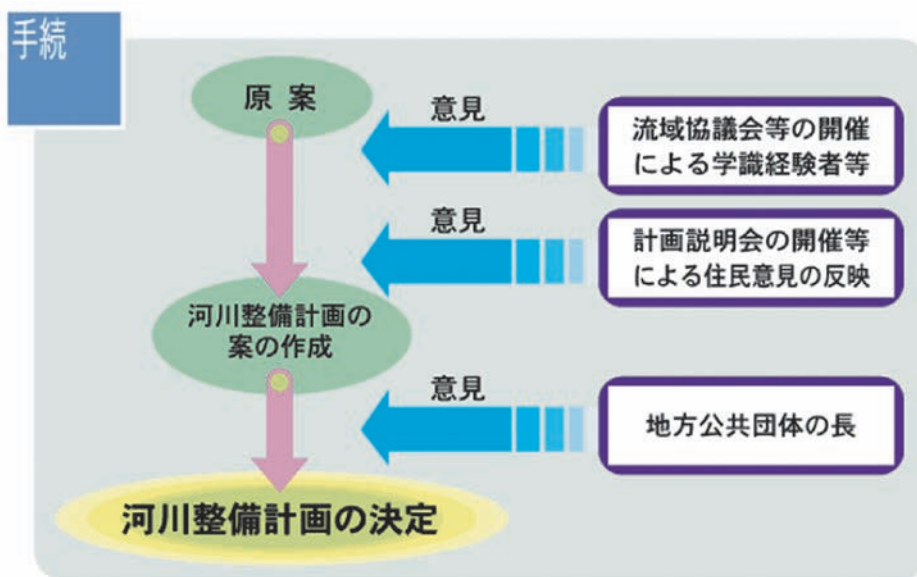 手続
原 案
意見
流域協議会等の開催
による学識経験者等
意見
計画説明会の開催等
による住民意見の反映
河川整備計画の
案の作成
意見
地方公共団体の長
河川整備計画の決定